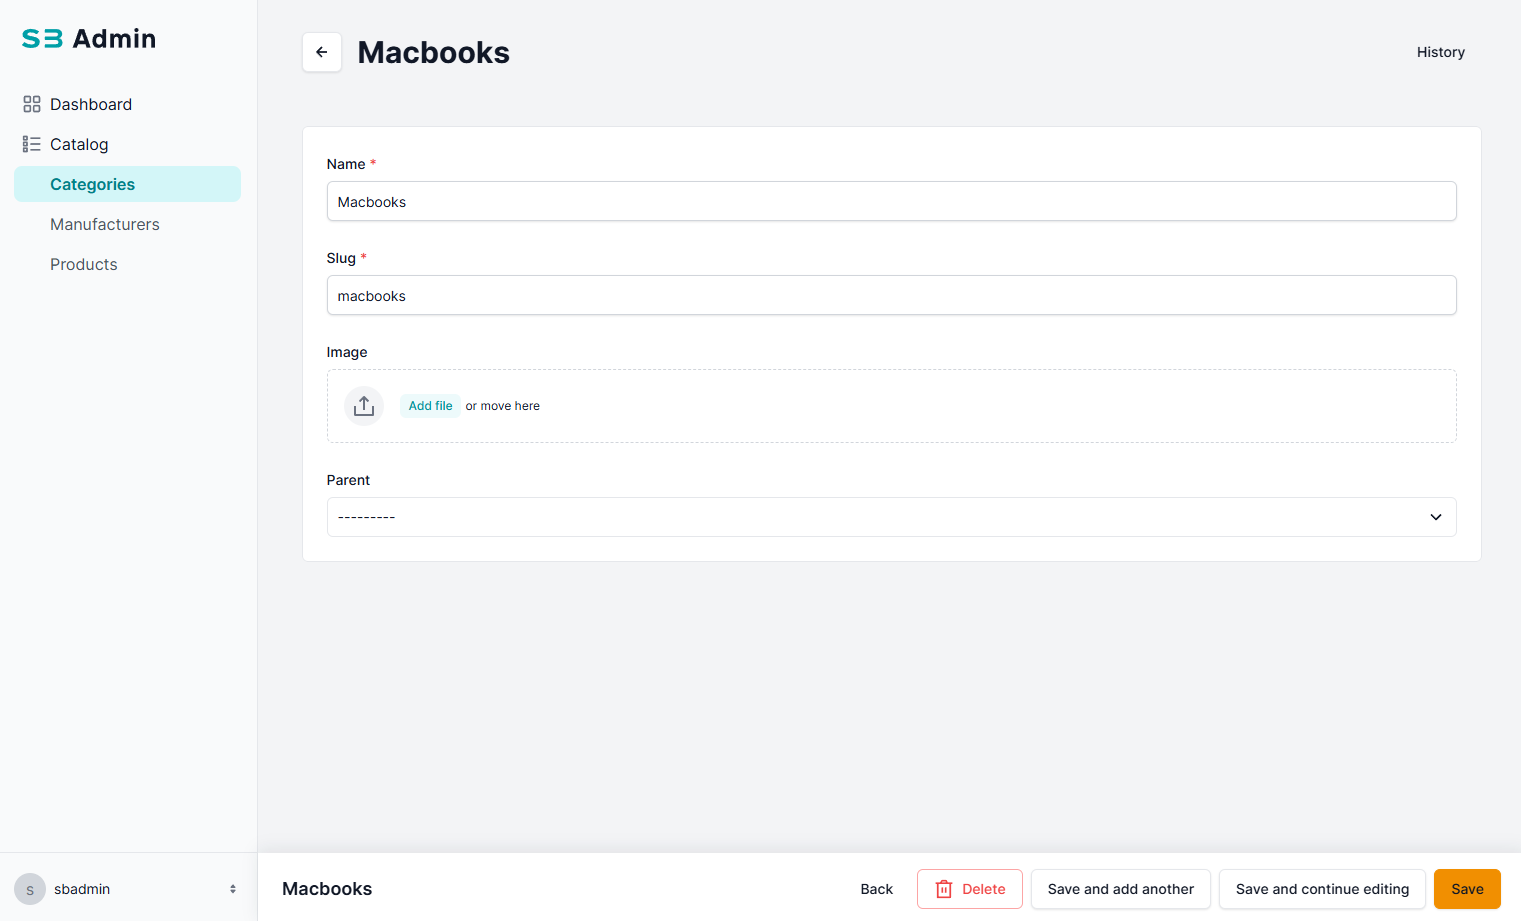 SB Admin
Dashboard
Catalog
Categories
Manufacturers
Products
Macbooks
History
Name *
Macbooks
Slug *
macbooks
Image
Add file or move here
Parent
---------
s sbadmin
Macbooks
Back
Delete
Save and add another
Save and continue editing
Save